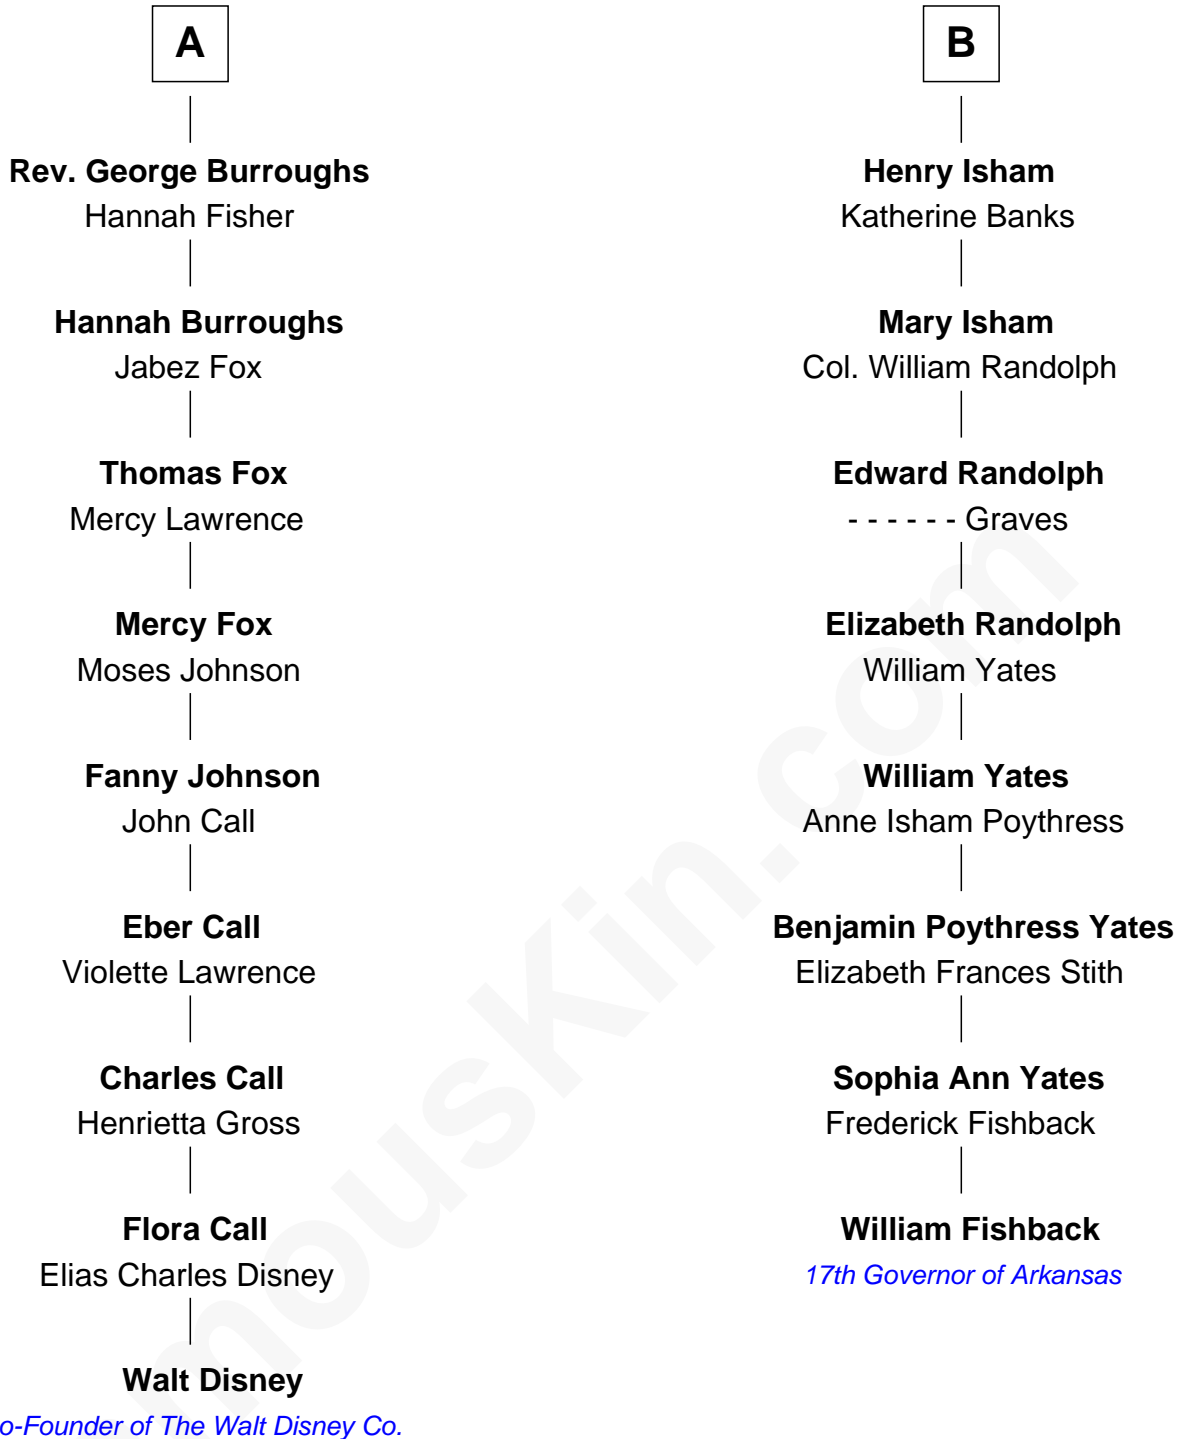 A
Rev. George Burroughs
Hannah Fisher
Hannah Burroughs
Jabez Fox
Thomas Fox
Mercy Lawrence
Mercy Fox
Moses Johnson
Fanny Johnson
John Call
Eber Call
Violette Lawrence
Charles Call
Henrietta Gross
Flora Call
Elias Charles Disney
Walt Disney
o-Founder of The Walt Disney Co.
B
Henry Isham
Katherine Banks
Mary Isham
Col. William Randolph
Edward Randolph
- - - - - - Graves
Elizabeth Randolph
William Yates
William Yates
Anne Isham Poythress
Benjamin Poythress Yates
Elizabeth Frances Stith
Sophia Ann Yates
Frederick Fishback
William Fishback
17th Governor of Arkansas
mousKin.com